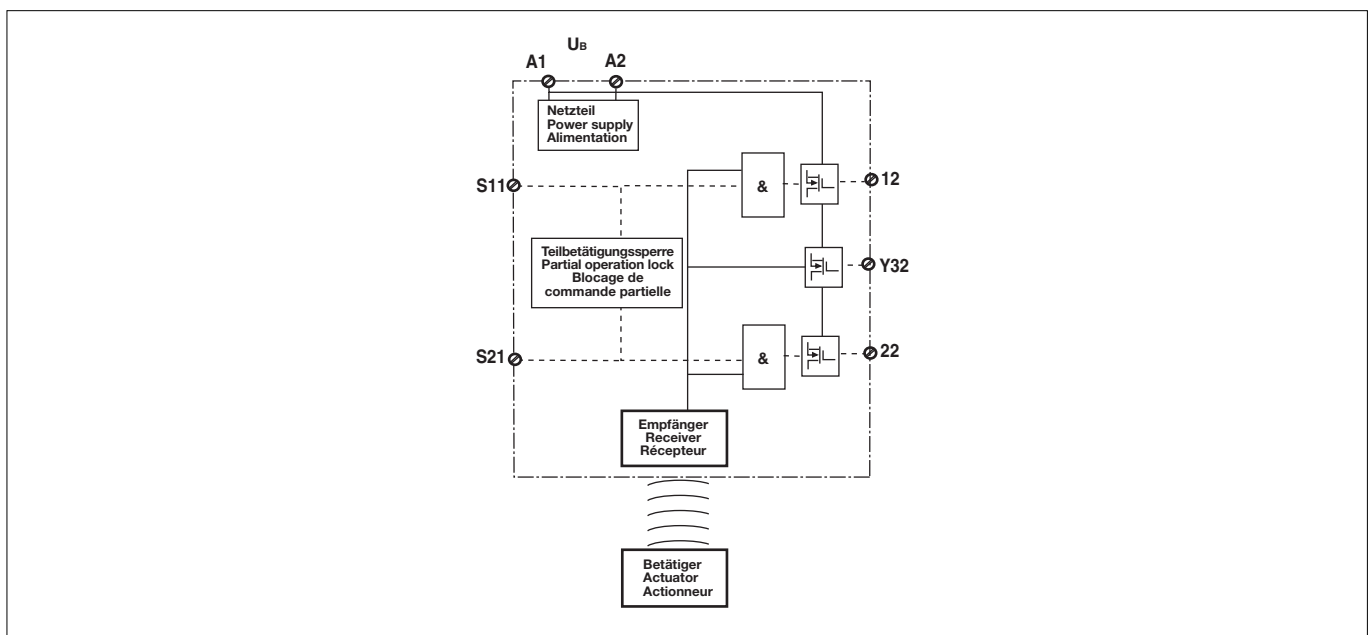 UB
A1
A2
Netzteil
Power supply
Alimentation
S11
&
12
Teilbetätigungssperre
Partial operation lock
Blocage de
commande partielle
Y32
S21
&
22
Empfänger
Receiver
Récepteur
Betätiger
Actuator
Actionneur